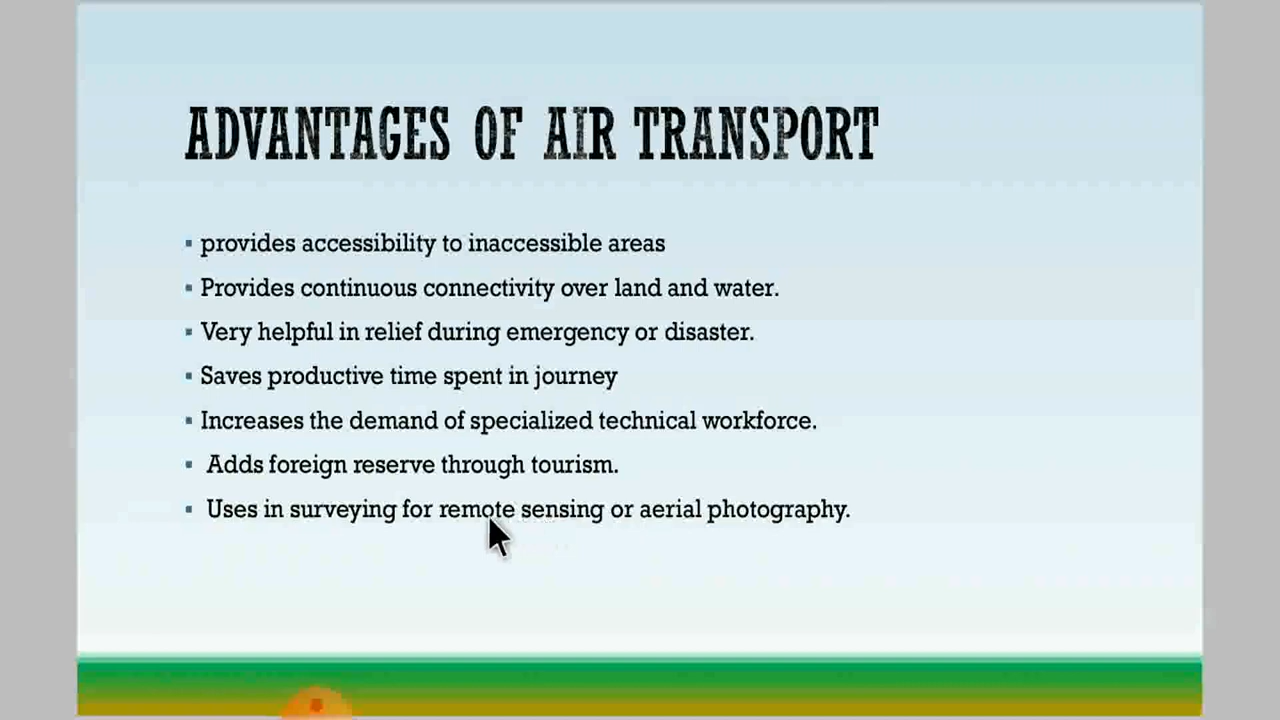 ADVANTAGES OF AIR TRANSPORT
provides accessibility to inaccessible areas
Provides continuous connectivity over land and water.
Very helpful in relief during emergency or disaster.
Saves productive time spent in journey
Increases the demand of specialized technical workforce.
Adds foreign reserve through tourism.
Uses in surveying for remote sensing or aerial photography.